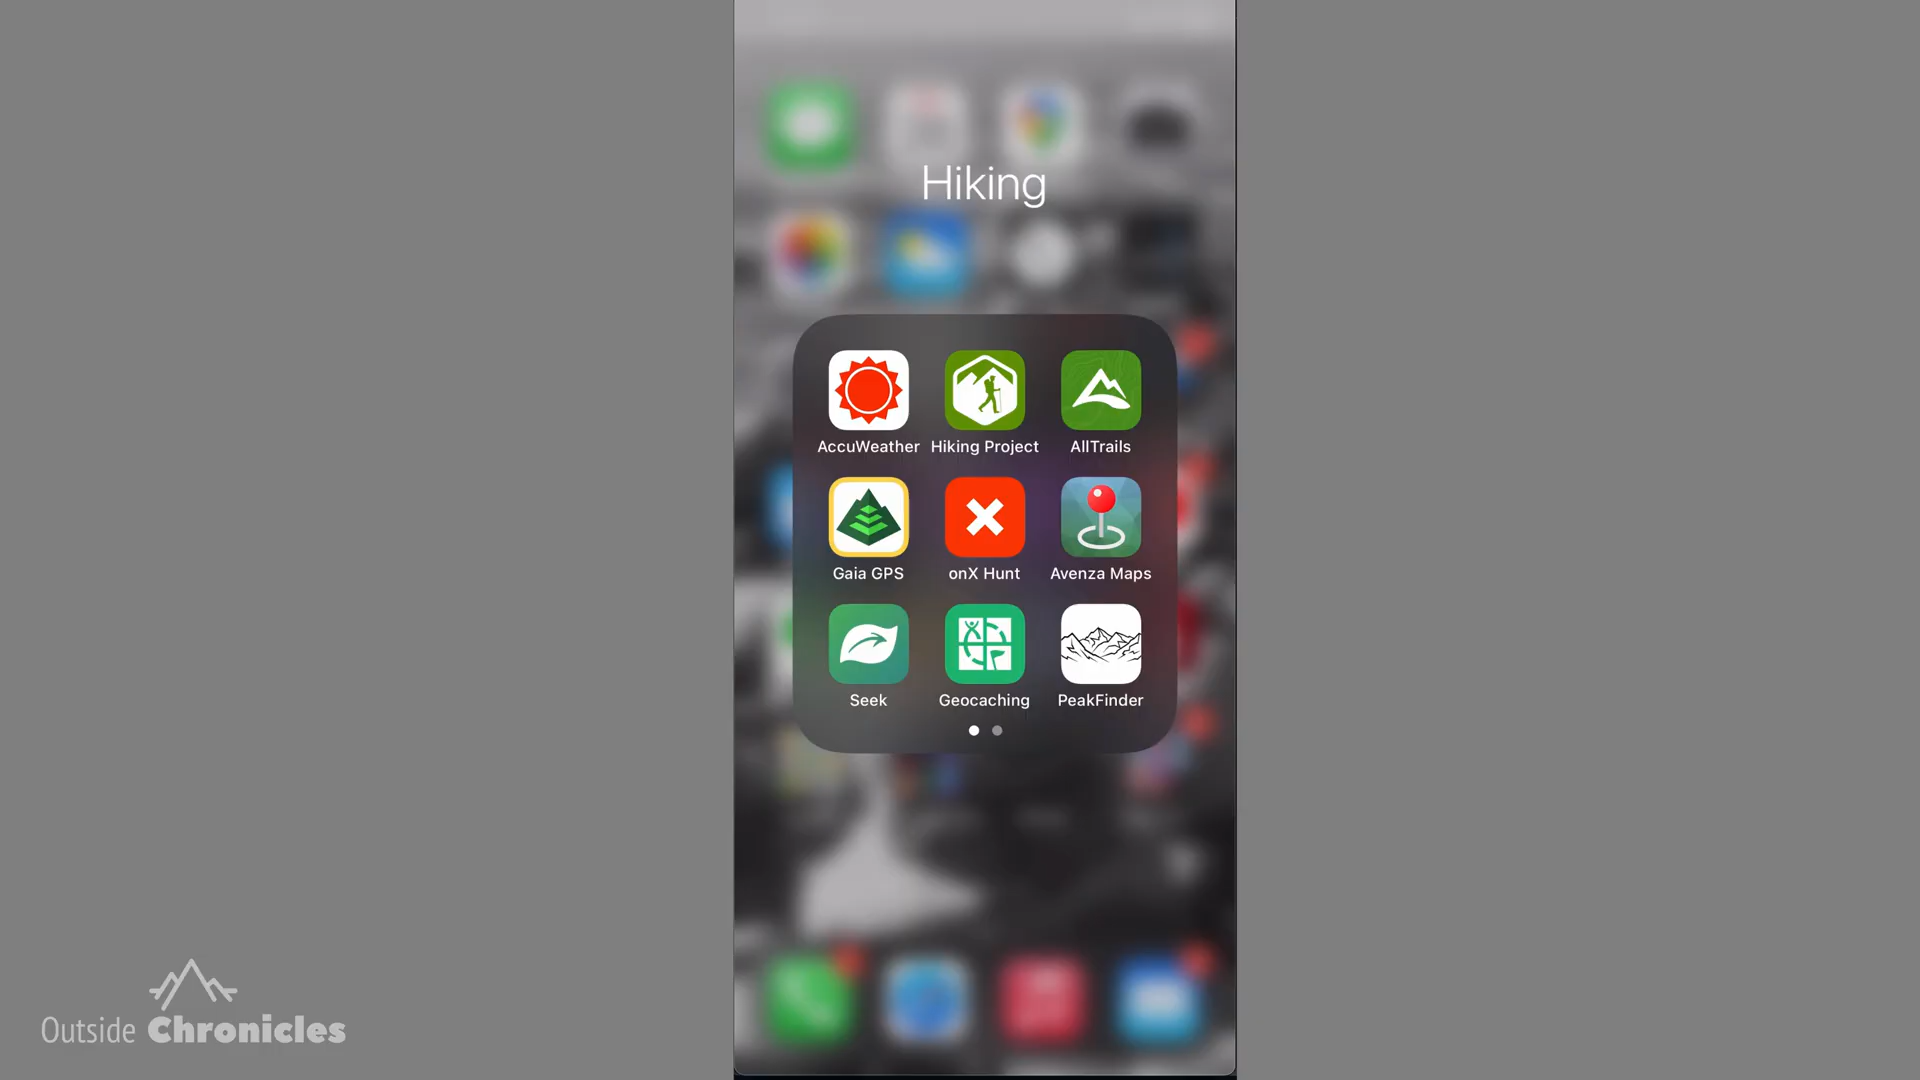 Hiking
AccuWeather Hiking Project AllTrails
Gaia GPS onX Hunt Avenza Maps
Seek Geocaching PeakFinder
Outside Chronicles